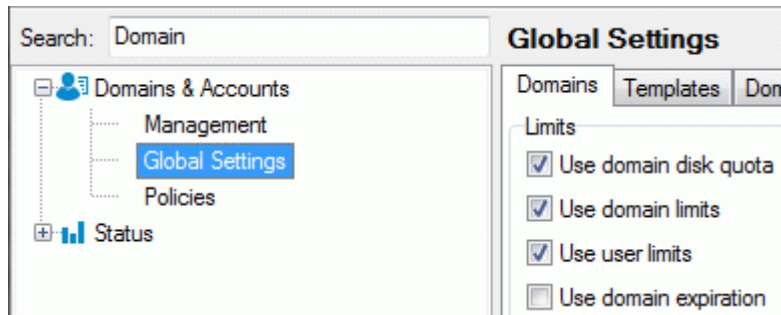 Search: Domain
Domains & Accounts
Management
Global Settings
Policies
Status
Global Settings
Domains Templates
Limits
Use domain disk quota
Use domain limits
Use user limits
Use domain expiration